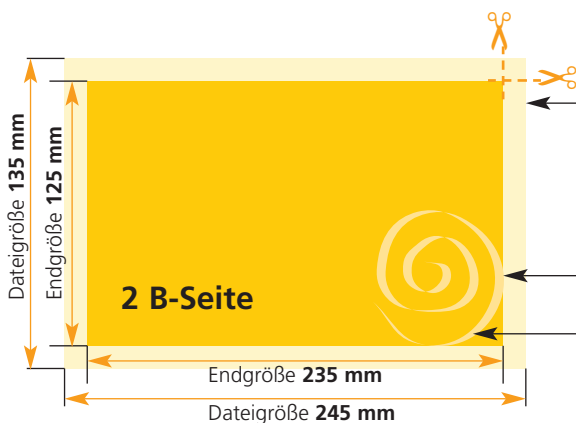 Dateigröße 135 mm
Endgröße 125 mm
2 B-Seite
Endgröße 235 mm
Dateigröße 245 mm